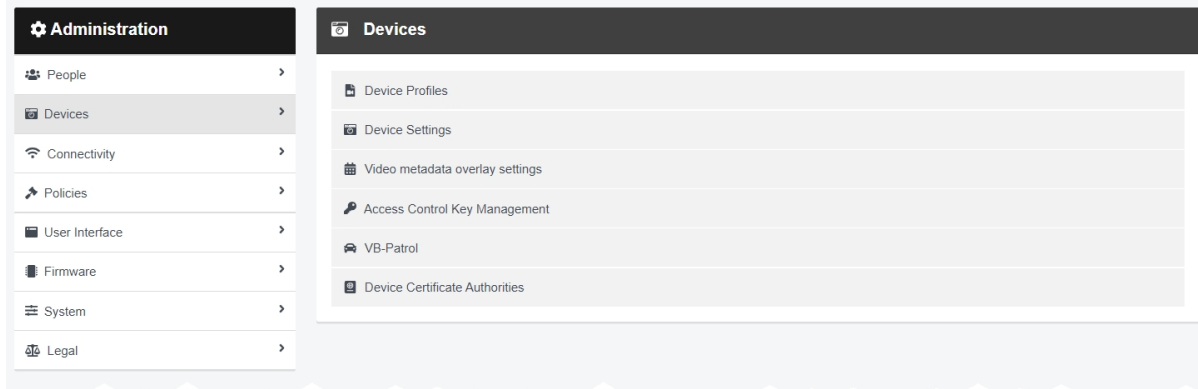 Administration
People
Devices
Connectivity
Policies
User Interface
Firmware
System
Legal
Devices
Device Profiles
Device Settings
Video metadata overlay settings
Access Control Key Management
VB-Patrol
Device Certificate Authorities